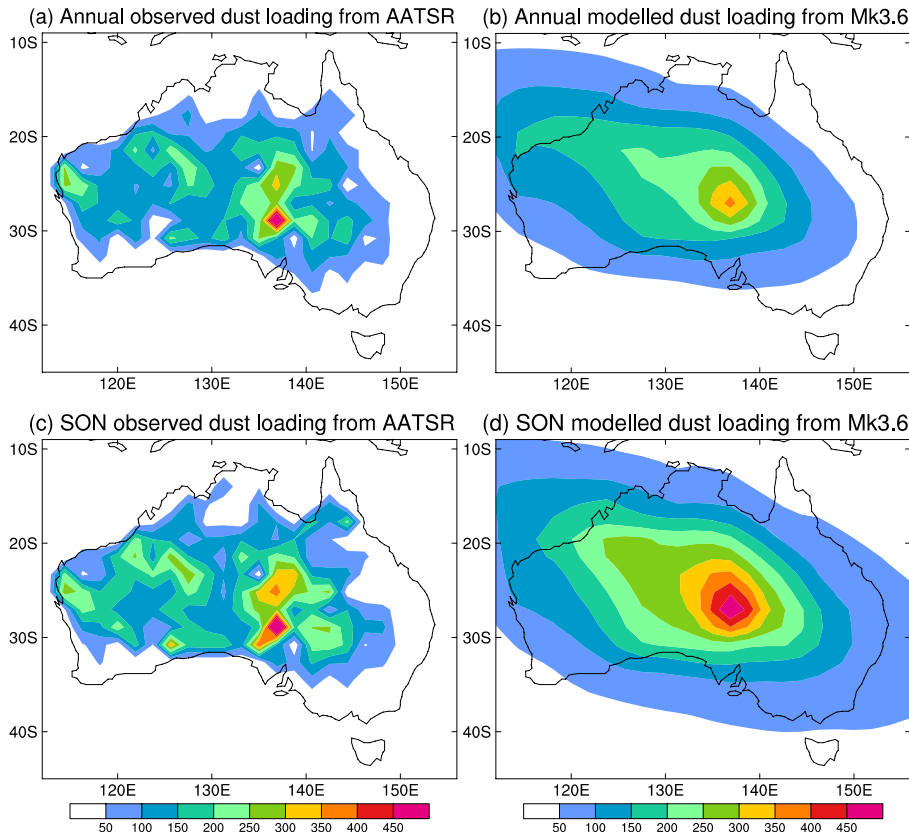 (a) Annual observed dust loading from AATSR
(b) Annual modelled dust loading from Mk3.6
10S
20S
30S
40S
120E 130E 140E 150E
10S
20S
30S
40S
120E 130E 140E 150E
(c) SON observed dust loading from AATSR
(d) SON modelled dust loading from Mk3.6
10S
20S
30S
40S
120E 130E 140E 150E
10S
20S
30S
40S
120E 130E 140E 150E
50 100 150 200 250 300 350 400 450
50 100 150 200 250 300 350 400 450